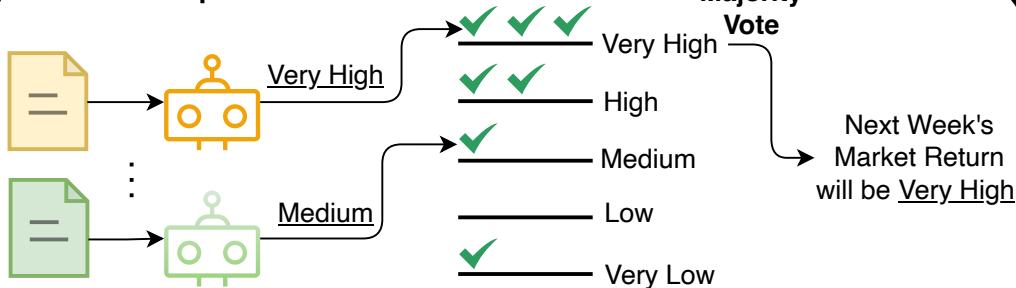 Majority
Vote
Very High
Very High
High
Medium
Medium
Low
Very Low
Next Week's
Market Return
will be Very High